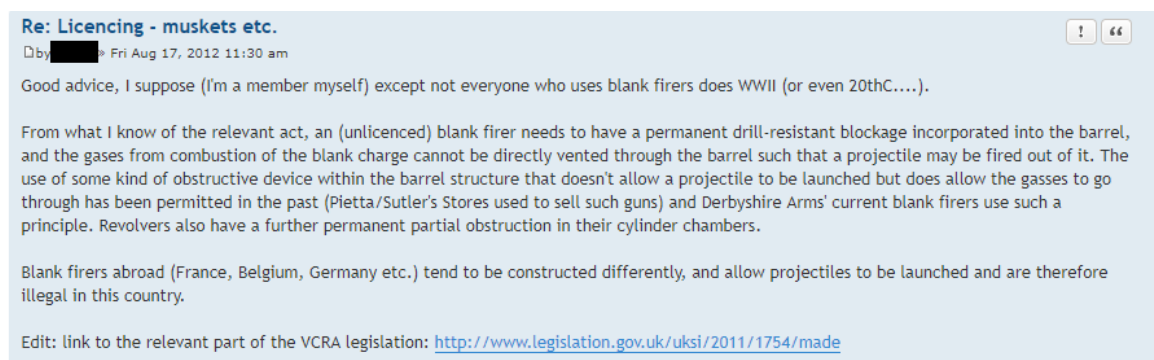 Re: Licencing - muskets etc.
! “
by » Fri Aug 17, 2012 11:30 am
Good advice, I suppose (I'm a member myself) except not everyone who uses blank firers does WWII (or even 20thC....).
From what I know of the relevant act, an (unlicenced) blank firer needs to have a permanent drill-resistant blockage incorporated into the barrel,
and the gases from combustion of the blank charge cannot be directly vented through the barrel such that a projectile may be fired out of it. The
use of some kind of obstructive device within the barrel structure that doesn't allow a projectile to be launched but does allow the gasses to go
through has been permitted in the past (Pietta/Sutler's Stores used to sell such guns) and Derbyshire Arms' current blank firers use such a
principle. Revolvers also have a further permanent partial obstruction in their cylinder chambers.
Blank firers abroad (France, Belgium, Germany etc.) tend to be constructed differently, and allow projectiles to be launched and are therefore
illegal in this country.
Edit: link to the relevant part of the VCRA legislation: http://www.legislation.gov.uk/uksi/2011/1754/made